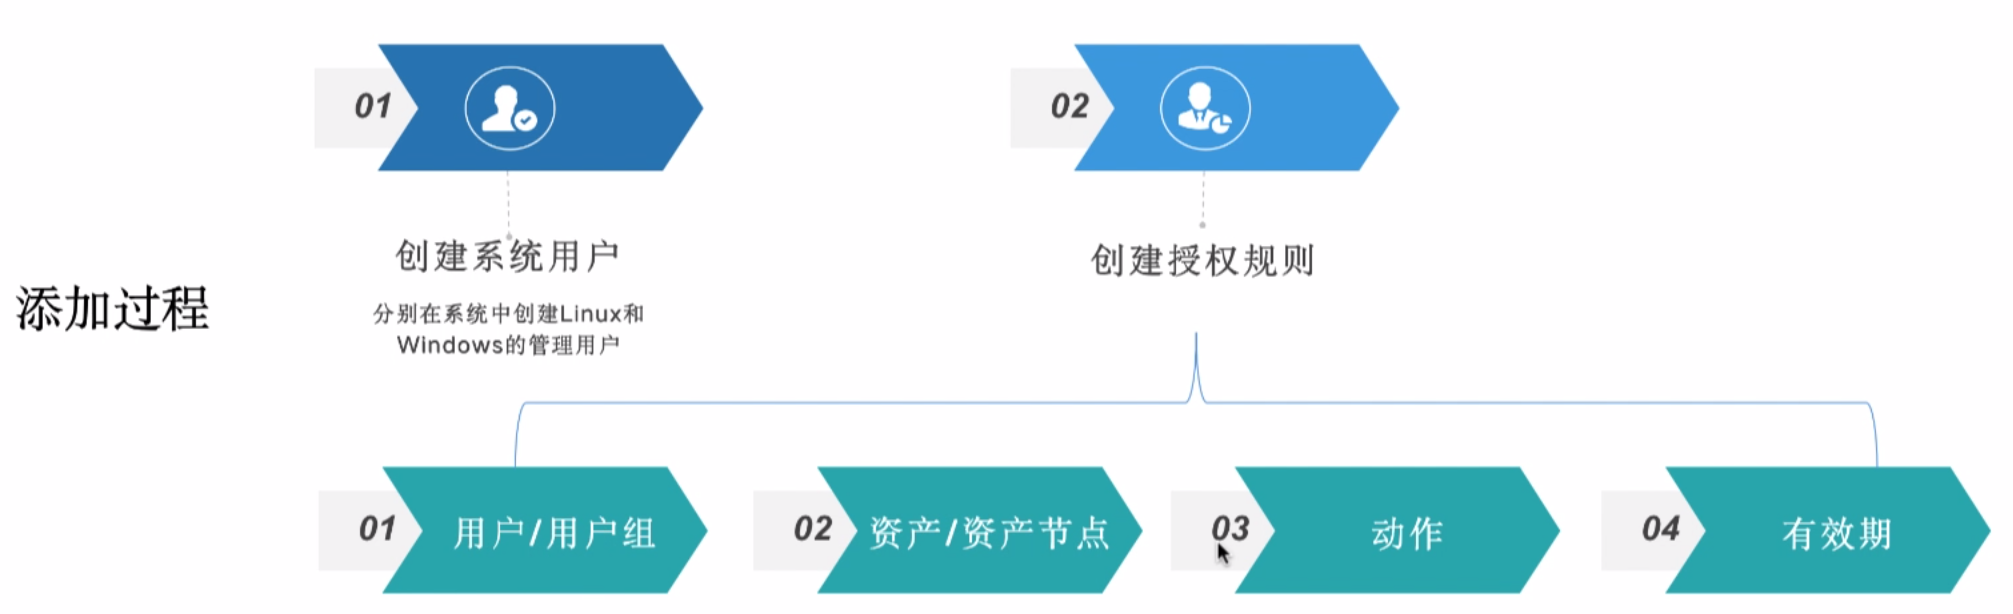 添加过程
01
02
创建系统用户
分别在系统中创建Linux和
Windows的管理用户
创建授权规则
01
用户/用户组
02
资产/资产节点
03
动作
04
有效期